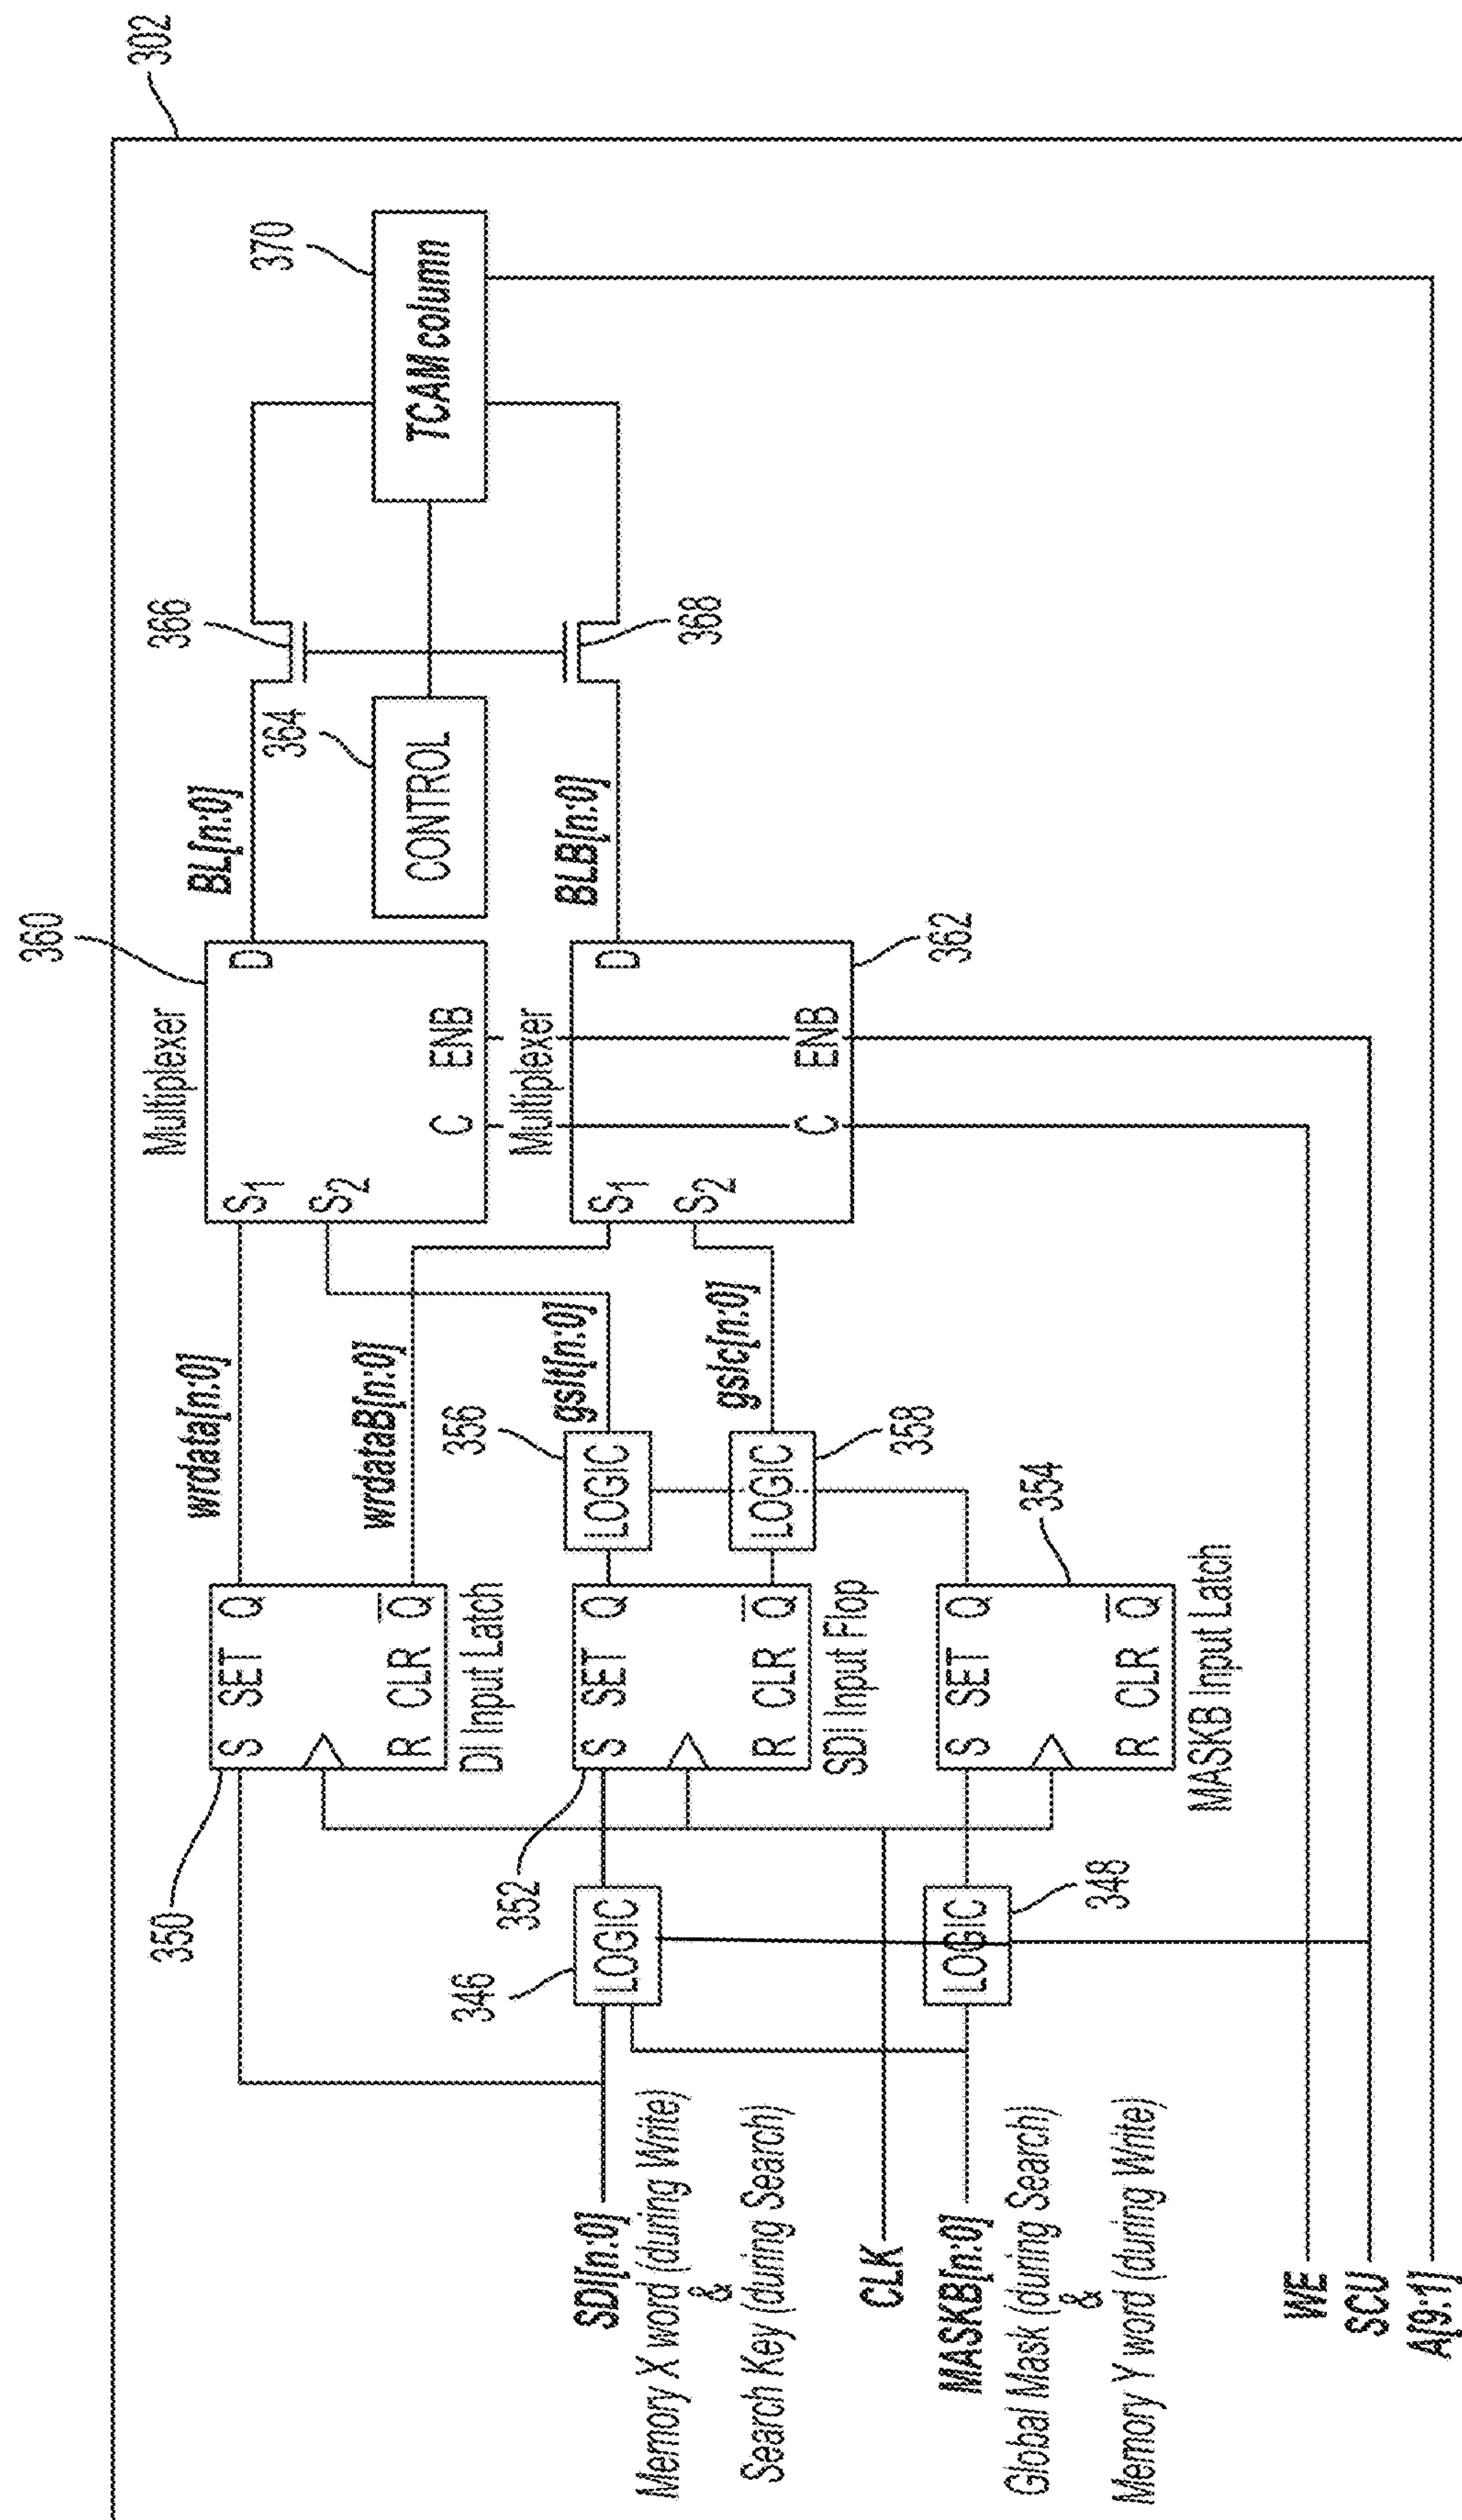 302
350
S SET Q
R CLR Q
DI Input Latch
wrdata[n:0]
wrdataB[n:0]
Multiplexer
360
S1
S2
D
C ENB
BL[n:0]
364
CONTROL
366
370
TCAM column
346
LOGIC
352
S SET Q
R CLR Q
SDI Input Flop
356
LOGIC
gslt[n:0]
LOGIC
358
gslc[n:0]
Multiplexer
S1
S2
D
C ENB
362
BLB[n:0]
368
SDI[n:0]
Memory X word (during Write)
&
Search Key (during Search)
CLK
MASKB[n:0]
Global Mask (during Search)
&
Memory Y word (during Write)
LOGIC
348
S SET Q
R CLR Q
354
MASKB Input Latch
WE
SCU
A[9:1]